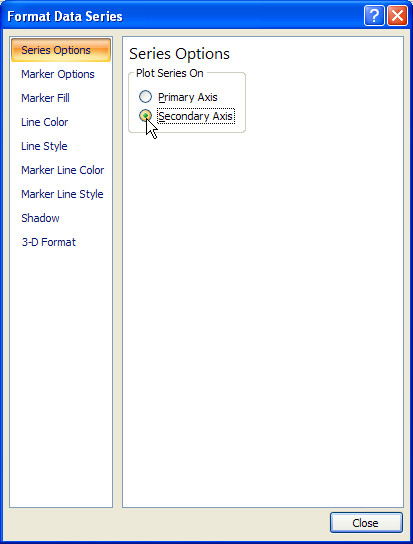 Format Data Series
?
Series Options
Marker Options
Marker Fill
Line Color
Line Style
Marker Line Color
Marker Line Style
Shadow
3-D Format
Series Options
Plot Series On
Primary Axis
Secondary Axis
Close